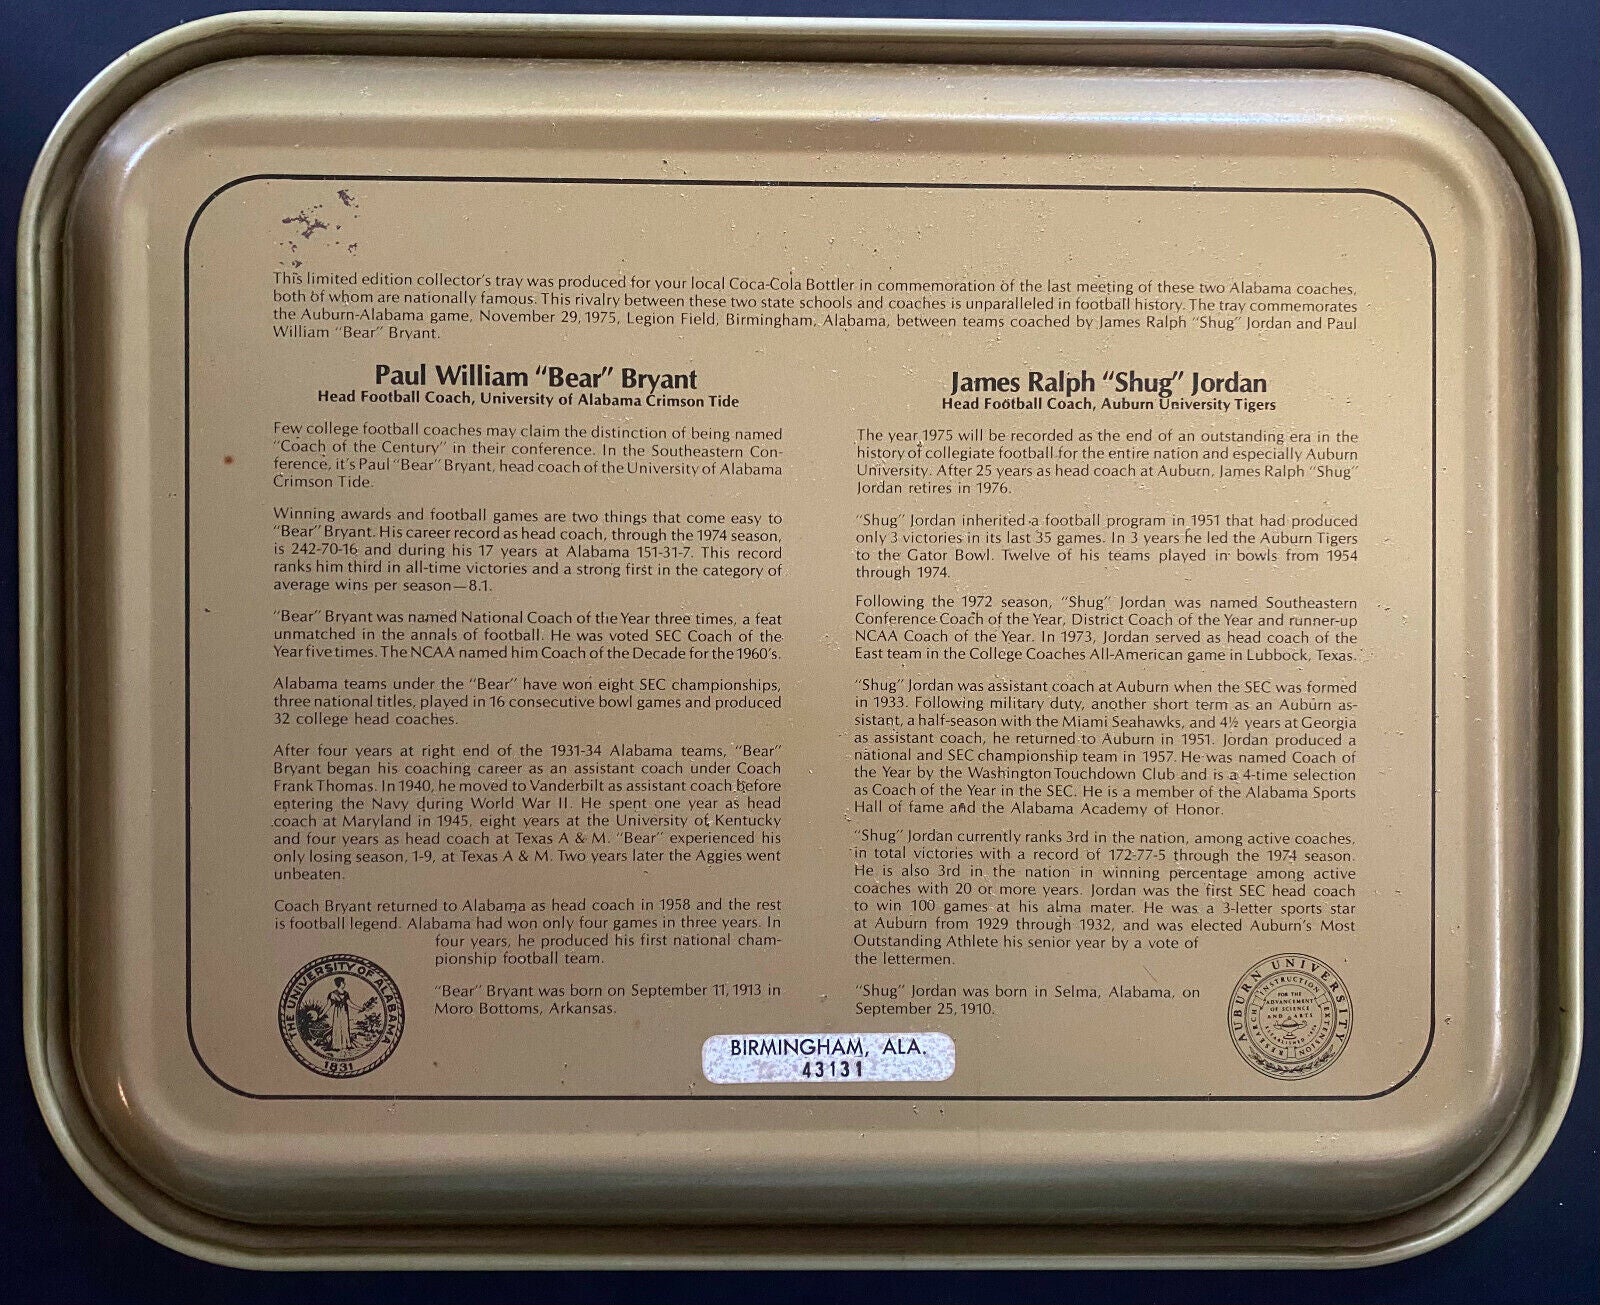 This limited edition collector's tray was produced for your local Coca-Cola Bottler in commemoration of the last meeting of these two Alabama coaches,
both of whom are nationally famous. This rivalry between these two state schools and coaches is unparalleled in football history. The tray commemorates
the Auburn-Alabama game, November 29, 1975, Legion Field, Birmingham, Alabama, between teams coached by James Ralph "Shug" Jordan and Paul
William "Bear" Bryant.
Paul William "Bear" Bryant
Head Football Coach, University of Alabama Crimson Tide
Few college football coaches may claim the distinction of being named
"Coach of the Century" in their conference. In the Southeastern Con-
ference, it's Paul "Bear" Bryant, head coach of the University of Alabama
Crimson Tide.
Winning awards and football games are two things that come easy to
"Bear" Bryant. His career record as head coach, through the 1974 season,
is 242-70-16 and during his 17 years at Alabama 151-31-7. This record
ranks him third in all-time victories and a strong first in the category of
average wins per season—8.1.
"Bear" Bryant was named National Coach of the Year three times, a feat
unmatched in the annals of football. He was voted SEC Coach of the
Year five times. The NCAA named him Coach of the Decade for the 1960's.
Alabama teams under the "Bear" have won eight SEC championships,
three national titles, played in 16 consecutive bowl games and produced
32 college head coaches.
After four years at right end of the 1931-34 Alabama teams, "Bear"
Bryant began his coaching career as an assistant coach under Coach
Frank Thomas. In 1940, he moved to Vanderbilt as assistant coach before
entering the Navy during World War II. He spent one year as head
coach at Maryland in 1945, eight years at the University of Kentucky
and four years as head coach at Texas A & M. "Bear" experienced his
only losing season, 1-9, at Texas A & M. Two years later the Aggies went
unbeaten.
Coach Bryant returned to Alabama as head coach in 1958 and the rest
is football legend. Alabama had won only four games in three years. In
four years, he produced his first national cham-
pionship football team.
"Bear" Bryant was born on September 11, 1913 in
Moro Bottoms, Arkansas.
THE UNIVERSITY OF ALABAMA
1831
James Ralph "Shug" Jordan
Head Football Coach, Auburn University Tigers
The year 1975 will be recorded as the end of an outstanding era in the
history of collegiate football for the entire nation and especially Auburn
University. After 25 years as head coach at Auburn, James Ralph "Shug"
Jordan retires in 1976.
"Shug" Jordan inherited a football program in 1951 that had produced
only 3 victories in its last 35 games. In 3 years he led the Auburn Tigers
to the Gator Bowl. Twelve of his teams played in bowls from 1954
through 1974.
Following the 1972 season, "Shug" Jordan was named Southeastern
Conference Coach of the Year, District Coach of the Year and runner-up
NCAA Coach of the Year. In 1973, Jordan served as head coach of the
East team in the College Coaches All-American game in Lubbock, Texas.
"Shug" Jordan was assistant coach at Auburn when the SEC was formed
in 1933. Following military duty, another short term as an Auburn as-
sistant, a half-season with the Miami Seahawks, and 4½ years at Georgia
as assistant coach, he returned to Auburn in 1951. Jordan produced a
national and SEC championship team in 1957. He was named Coach of
the Year by the Washington Touchdown Club and is a 4-time selection
as Coach of the Year in the SEC. He is a member of the Alabama Sports
Hall of fame and the Alabama Academy of Honor.
"Shug" Jordan currently ranks 3rd in the nation, among active coaches,
in total victories with a record of 172-77-5 through the 1974 season.
He is also 3rd in the nation in winning percentage among active
coaches with 20 or more years. Jordan was the first SEC head coach
to win 100 games at his alma mater. He was a 3-letter sports star
at Auburn from 1929 through 1932, and was elected Auburn's Most
Outstanding Athlete his senior year by a vote of
the lettermen.
"Shug" Jordan was born in Selma, Alabama, on
September 25, 1910.
AUBURN UNIVERSITY
RESEARCH INSTRUCTION EXTENSION
FOR THE
ADVANCEMENT
OF SCIENCE
AND ARTS
ESTABLISHED
BIRMINGHAM, ALA.
43131